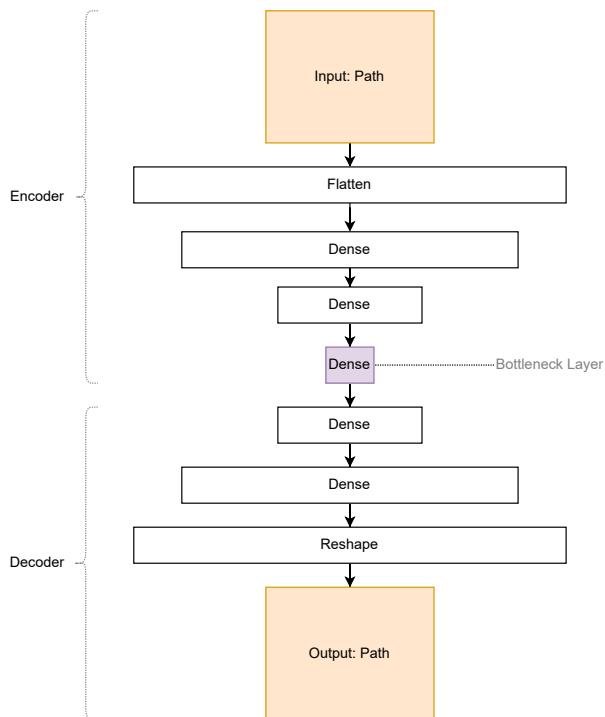 Input: Path
Flatten
Encoder
Dense
Dense
Dense
Bottleneck Layer
Dense
Dense
Reshape
Decoder
Output: Path